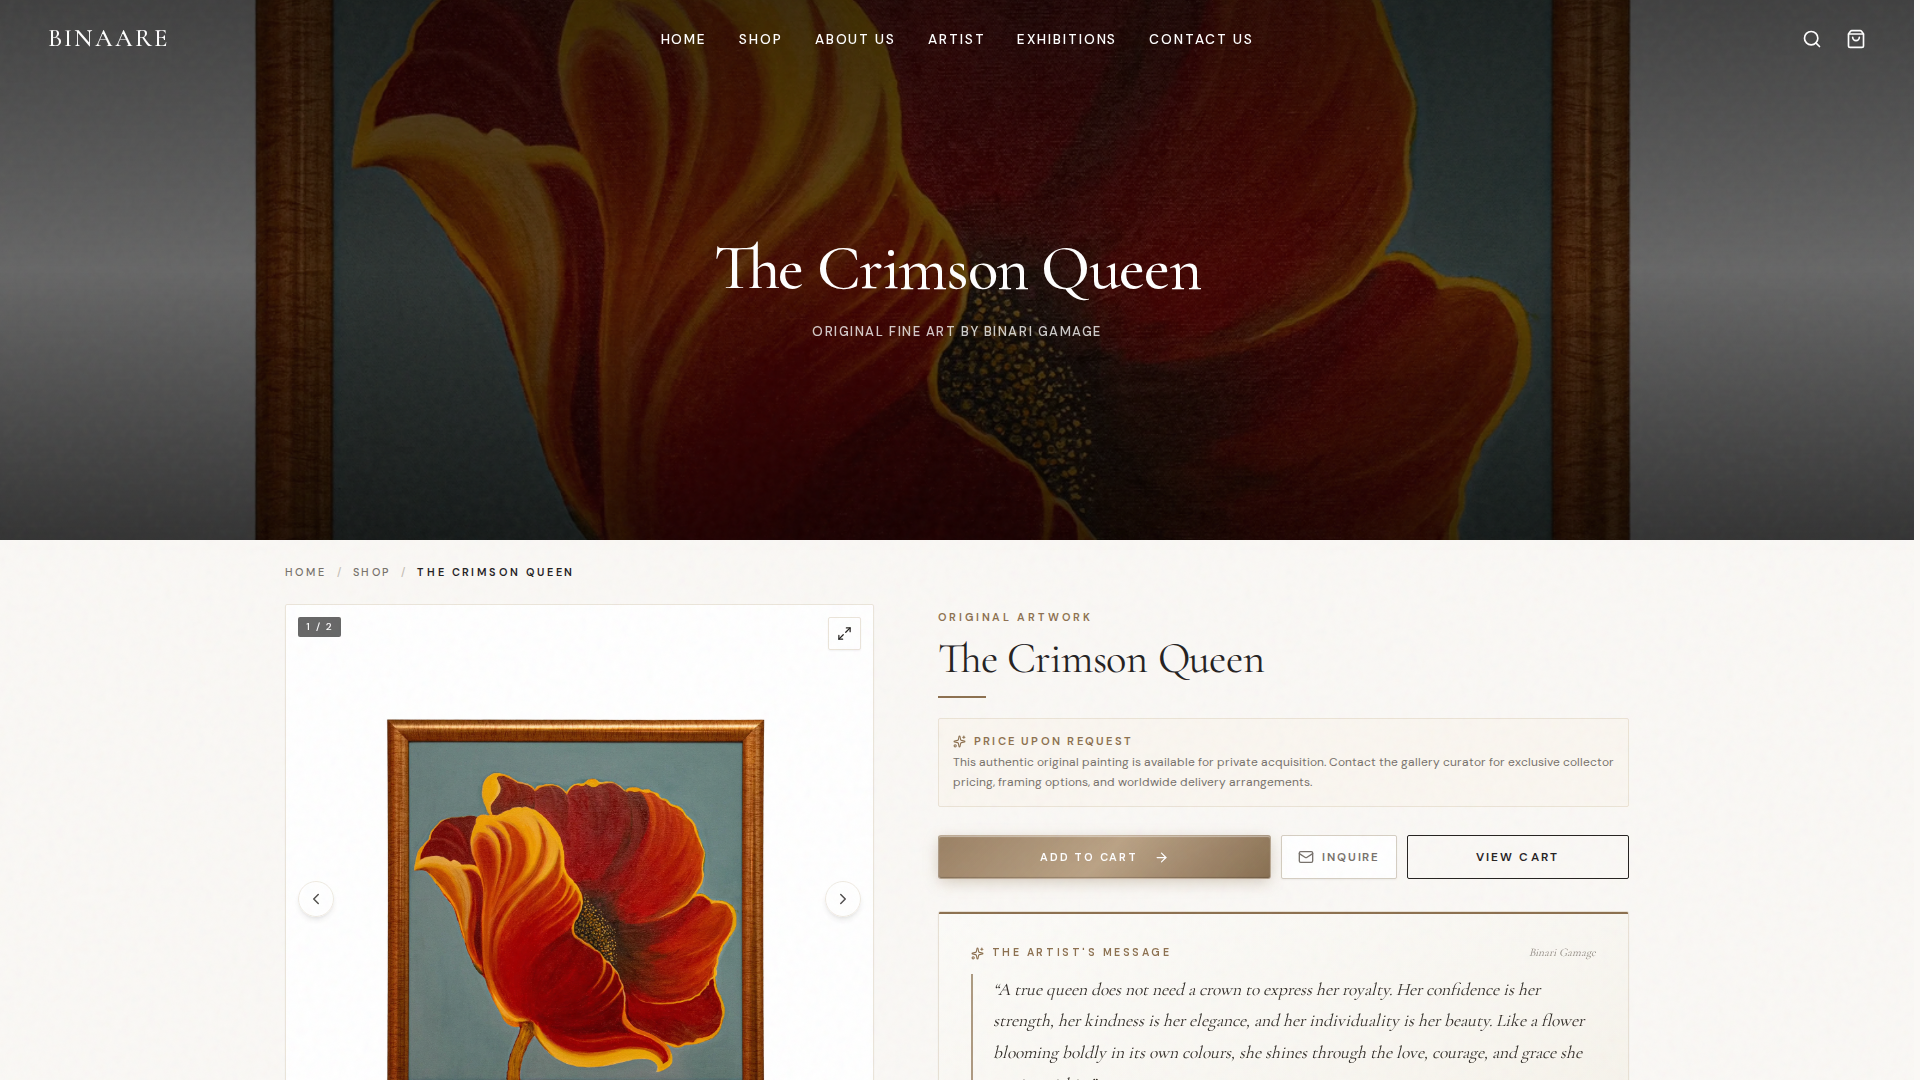 BINAARE
HOME
SHOP
ABOUT US
ARTIST
EXHIBITIONS
CONTACT US
The Crimson Queen
ORIGINAL FINE ART BY BINARI GAMAGE
HOME / SHOP / THE CRIMSON QUEEN
1 / 2
ORIGINAL ARTWORK
The Crimson Queen
PRICE UPON REQUEST
This authentic original painting is available for private acquisition. Contact the gallery curator for exclusive collector
pricing, framing options, and worldwide delivery arrangements.
ADD TO CART
INQUIRE
VIEW CART
THE ARTIST'S MESSAGE
Binari Gamage
“A true queen does not need a crown to express her royalty. Her confidence is her
strength, her kindness is her elegance, and her individuality is her beauty. Like a flower
blooming boldly in its own colours, she shines through the love, courage, and grace she